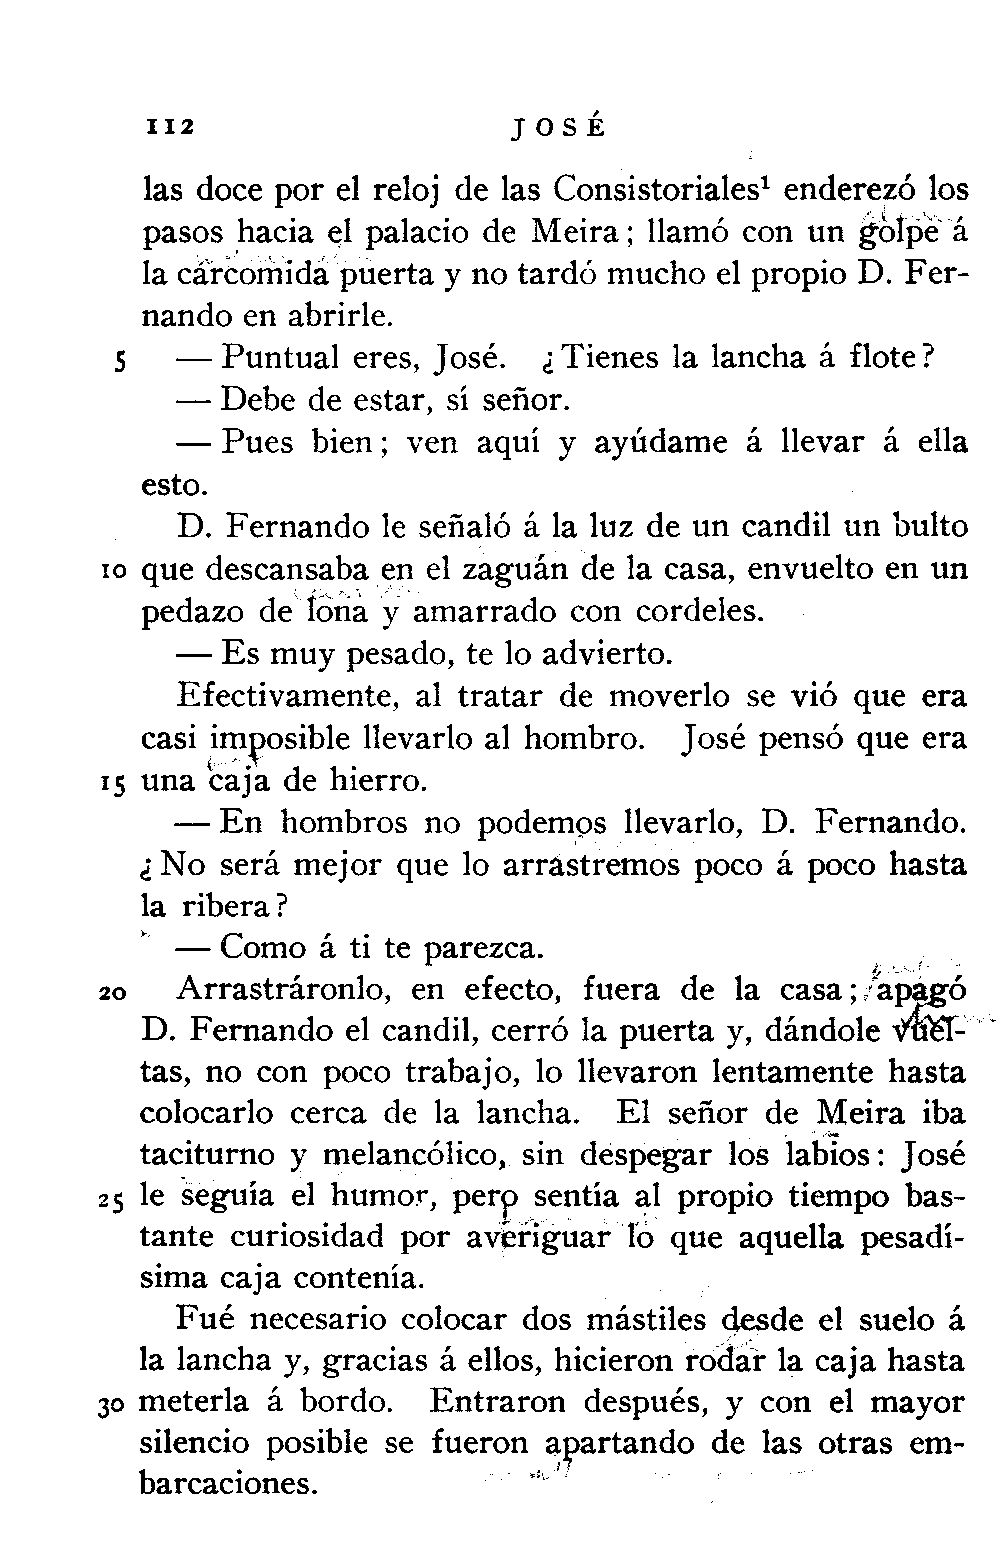 112 JOSÉ
las doce por el reloj de las Consistoriales¹ enderezó los
pasos hacia el palacio de Meira; llamó con un golpe á
la carcomida puerta y no tardó mucho el propio D. Fer-
nando en abrirle.
5 — Puntual eres, José. ¿Tienes la lancha á flote?
— Debe de estar, sí señor.
— Pues bien; ven aquí y ayúdame á llevar á ella
esto.
D. Fernando le señaló á la luz de un candil un bulto
10 que descansaba en el zaguán de la casa, envuelto en un
pedazo de lona y amarrado con cordeles.
— Es muy pesado, te lo advierto.
Efectivamente, al tratar de moverlo se vió que era
casi imposible llevarlo al hombro. José pensó que era
15 una caja de hierro.
— En hombros no podemos llevarlo, D. Fernando.
¿No será mejor que lo arrastremos poco á poco hasta
la ribera?
— Como á ti te parezca.
20 Arrastráronlo, en efecto, fuera de la casa; apagó
D. Fernando el candil, cerró la puerta y, dándole vuel-
tas, no con poco trabajo, lo llevaron lentamente hasta
colocarlo cerca de la lancha. El señor de Meira iba
taciturno y melancólico, sin despegar los labios: José
25 le seguía el humor, pero sentía al propio tiempo bas-
tante curiosidad por averiguar lo que aquella pesadí-
sima caja contenía.
Fué necesario colocar dos mástiles desde el suelo á
la lancha y, gracias á ellos, hicieron rodar la caja hasta
30 meterla á bordo. Entraron después, y con el mayor
silencio posible se fueron apartando de las otras em-
barcaciones.